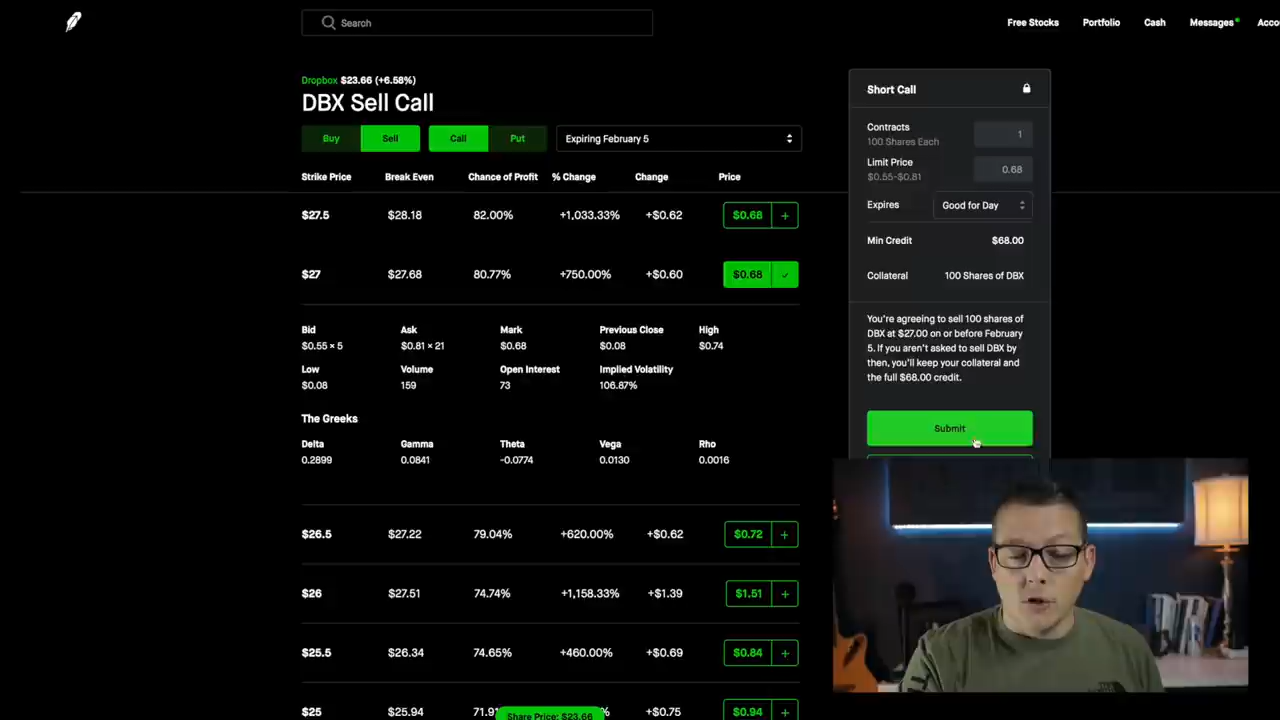 Search
Free Stocks
Portfolio
Cash
Messages
Acco
Dropbox $23.66 (+6.58%)
DBX Sell Call
Buy
Sell
Call
Put
Expiring February 5
Strike Price Break Even Chance of Profit % Change Change Price
$27.5 $28.18 82.00% +1,033.33% +$0.62 $0.68 +
$27 $27.68 80.77% +750.00% +$0.60 $0.68
Bid Ask Mark Previous Close High
$0.55 × 5 $0.81 × 21 $0.68 $0.08 $0.74
Low Volume Open Interest Implied Volatility
$0.08 159 73 106.87%
The Greeks
Delta Gamma Theta Vega Rho
0.2899 0.0841 -0.0774 0.0130 0.0016
$26.5 $27.22 79.04% +620.00% +$0.62 $0.72 +
$26 $27.51 74.74% +1,158.33% +$1.39 $1.51 +
$25.5 $26.34 74.65% +460.00% +$0.69 $0.84 +
$25 $25.94 71.91 % +$0.75 $0.94 +
Share Price: $23.66
Short Call
Contracts 1
100 Shares Each
Limit Price 0.68
$0.55-$0.81
Expires Good for Day
Min Credit $68.00
Collateral 100 Shares of DBX
You're agreeing to sell 100 shares of
DBX at $27.00 on or before February
5. If you aren't asked to sell DBX by
then, you'll keep your collateral and
the full $68.00 credit.
Submit